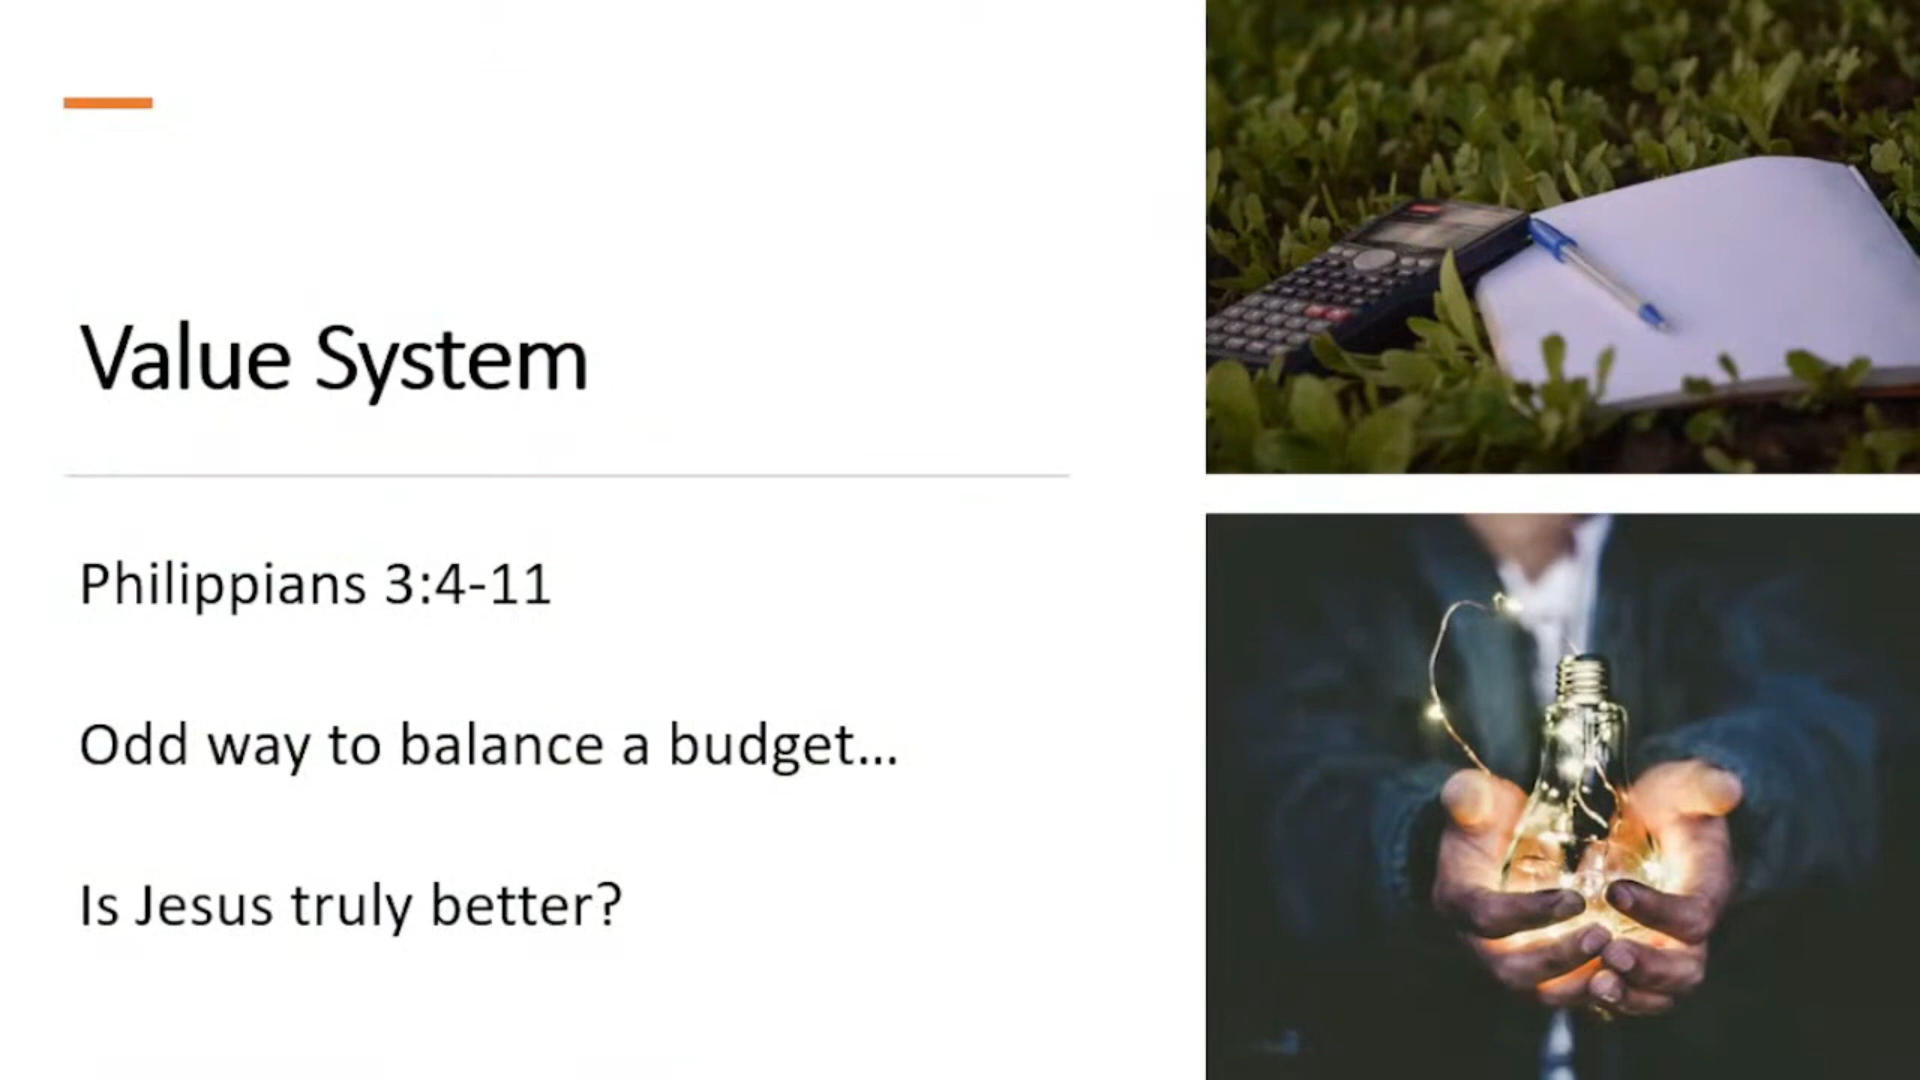 Value System
Philippians 3:4-11
Odd way to balance a budget...
Is Jesus truly better?